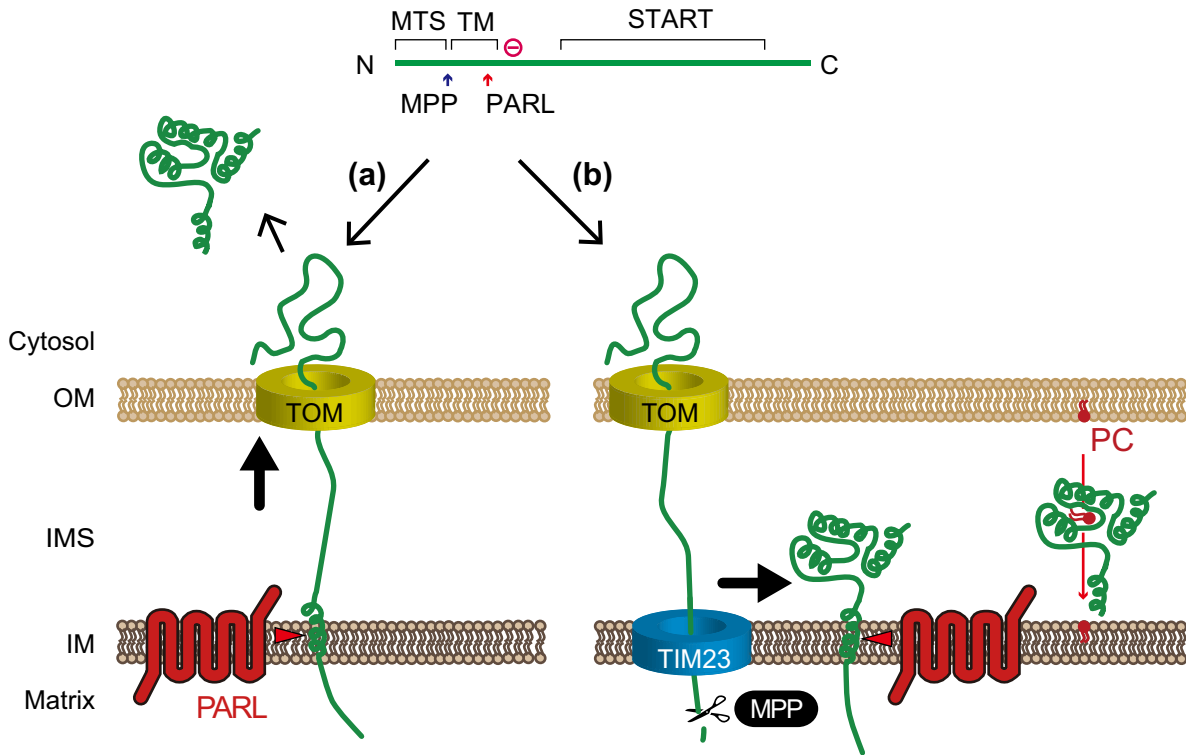 MTS TM START
N ⊖ C
MPP PARL
(a) (b)
Cytosol
OM TOM TOM
PC
IMS
IM TIM23
Matrix PARL MPP